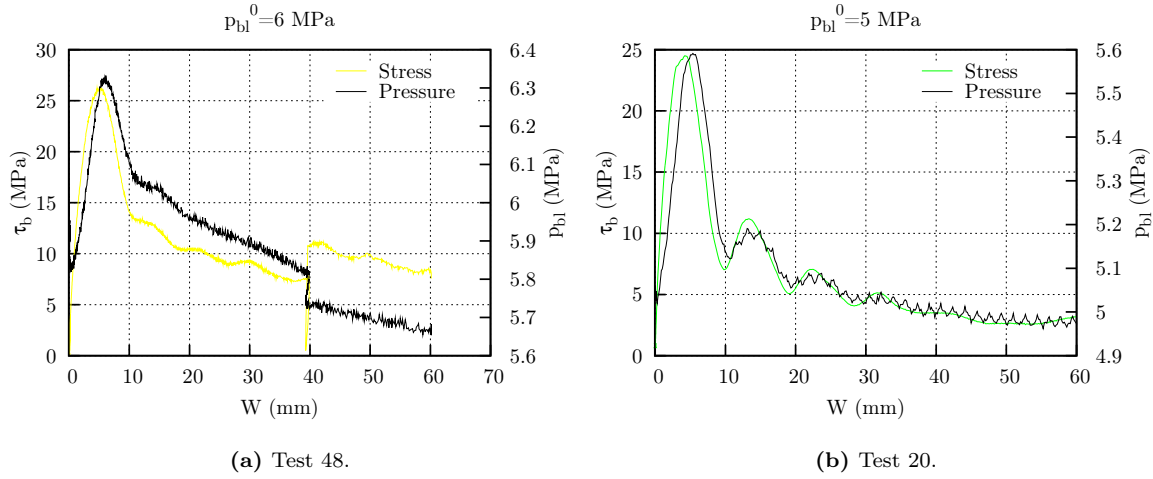 p_bl^0=6 MPa
Stress
Pressure
τ_b (MPa)
30
25
20
15
10
5
0
6.4
6.3
6.2
6.1
6
5.9
5.8
5.7
5.6
p_bl (MPa)
0 10 20 30 40 50 60 70
W (mm)
(a) Test 48.
p_bl^0=5 MPa
Stress
Pressure
τ_b (MPa)
25
20
15
10
5
0
5.6
5.5
5.4
5.3
5.2
5.1
5
4.9
p_bl (MPa)
0 10 20 30 40 50 60
W (mm)
(b) Test 20.